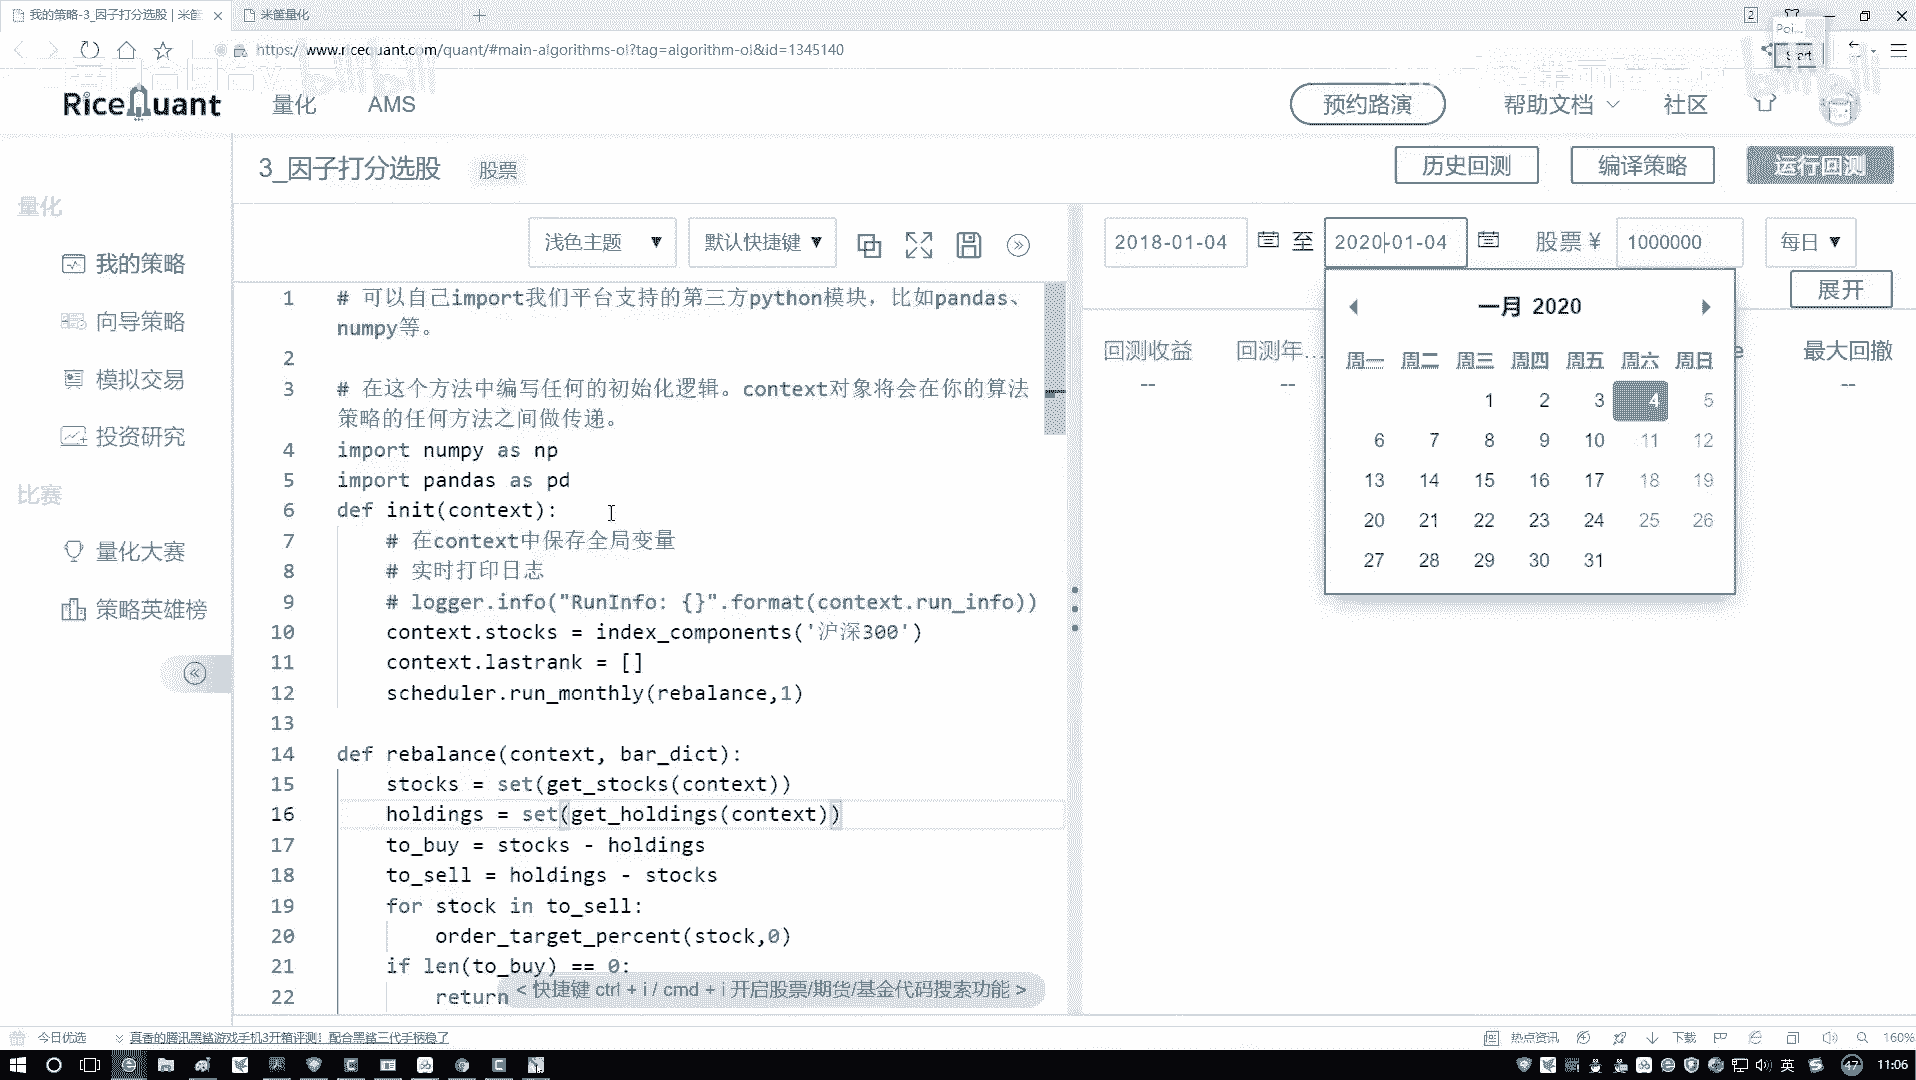 我的策略-3_因子打分选股 | 米筐
米筐量化
2
https://www.ricequant.com/quant/#main-algorithms-ol?tag=algorithm-ol&id=1345140
Poi...
Start
RiceQuant
量化
AMS
预约路演
帮助文档
社区
3_因子打分选股
股票
历史回测
编译策略
运行回测
量化
我的策略
向导策略
模拟交易
投资研究
比赛
量化大赛
策略英雄榜
浅色主题 ▼
默认快捷键 ▼
2018-01-04
至
2020-01-04
股票 ¥
1000000
每日 ▼
展开
1 # 可以自己import我们平台支持的第三方python模块，比如pandas、
numpy等。
2
3 # 在这个方法中编写任何的初始化逻辑。context对象将会在你的算法
策略的任何方法之间做传递。
4 import numpy as np
5 import pandas as pd
6 def init(context):
7 # 在context中保存全局变量
8 # 实时打印日志
9 # logger.info("RunInfo: {}".format(context.run_info))
10 context.stocks = index_components('沪深300')
11 context.lastrank = []
12 scheduler.run_monthly(rebalance,1)
13
14 def rebalance(context, bar_dict):
15 stocks = set(get_stocks(context))
16 holdings = set(get_holdings(context))
17 to_buy = stocks - holdings
18 to_sell = holdings - stocks
19 for stock in to_sell:
20 order_target_percent(stock,0)
21 if len(to_buy) == 0:
22 return
< 快捷键 ctrl + i / cmd + i 开启股票/期货/基金代码搜索功能 >
回测收益
回测年...
e
最大回撤
--
--
--
一月 2020
周一 周二 周三 周四 周五 周六 周日
1 2 3 4 5
6 7 8 9 10 11 12
13 14 15 16 17 18 19
20 21 22 23 24 25 26
27 28 29 30 31
今日优选
真香的腾讯黑鲨游戏手机3开箱评测！配合黑鲨三代手柄稳了
热点资讯
下载
160%
英
47
11:06